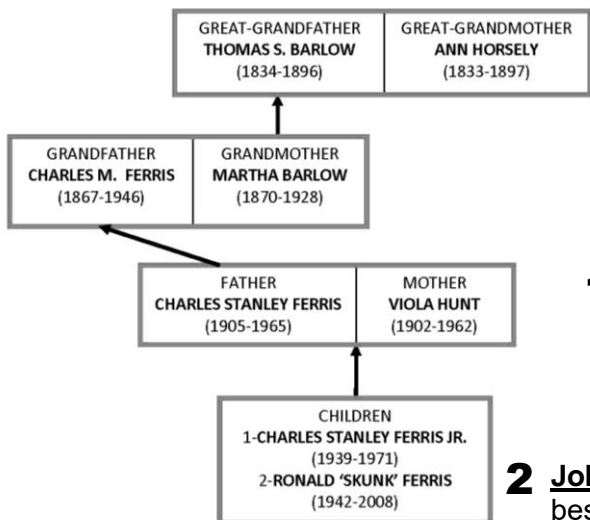 GREAT-GRANDFATHER
THOMAS S. BARLOW
(1834-1896)
GREAT-GRANDMOTHER
ANN HORSELY
(1833-1897)
GRANDFATHER
CHARLES M. FERRIS
(1867-1946)
GRANDMOTHER
MARTHA BARLOW
(1870-1928)
FATHER
CHARLES STANLEY FERRIS
(1905-1965)
MOTHER
VIOLA HUNT
(1902-1962)
CHILDREN
1-CHARLES STANLEY FERRIS JR.
(1939-1971)
2-RONALD ‘SKUNK’ FERRIS
(1942-2008)
2